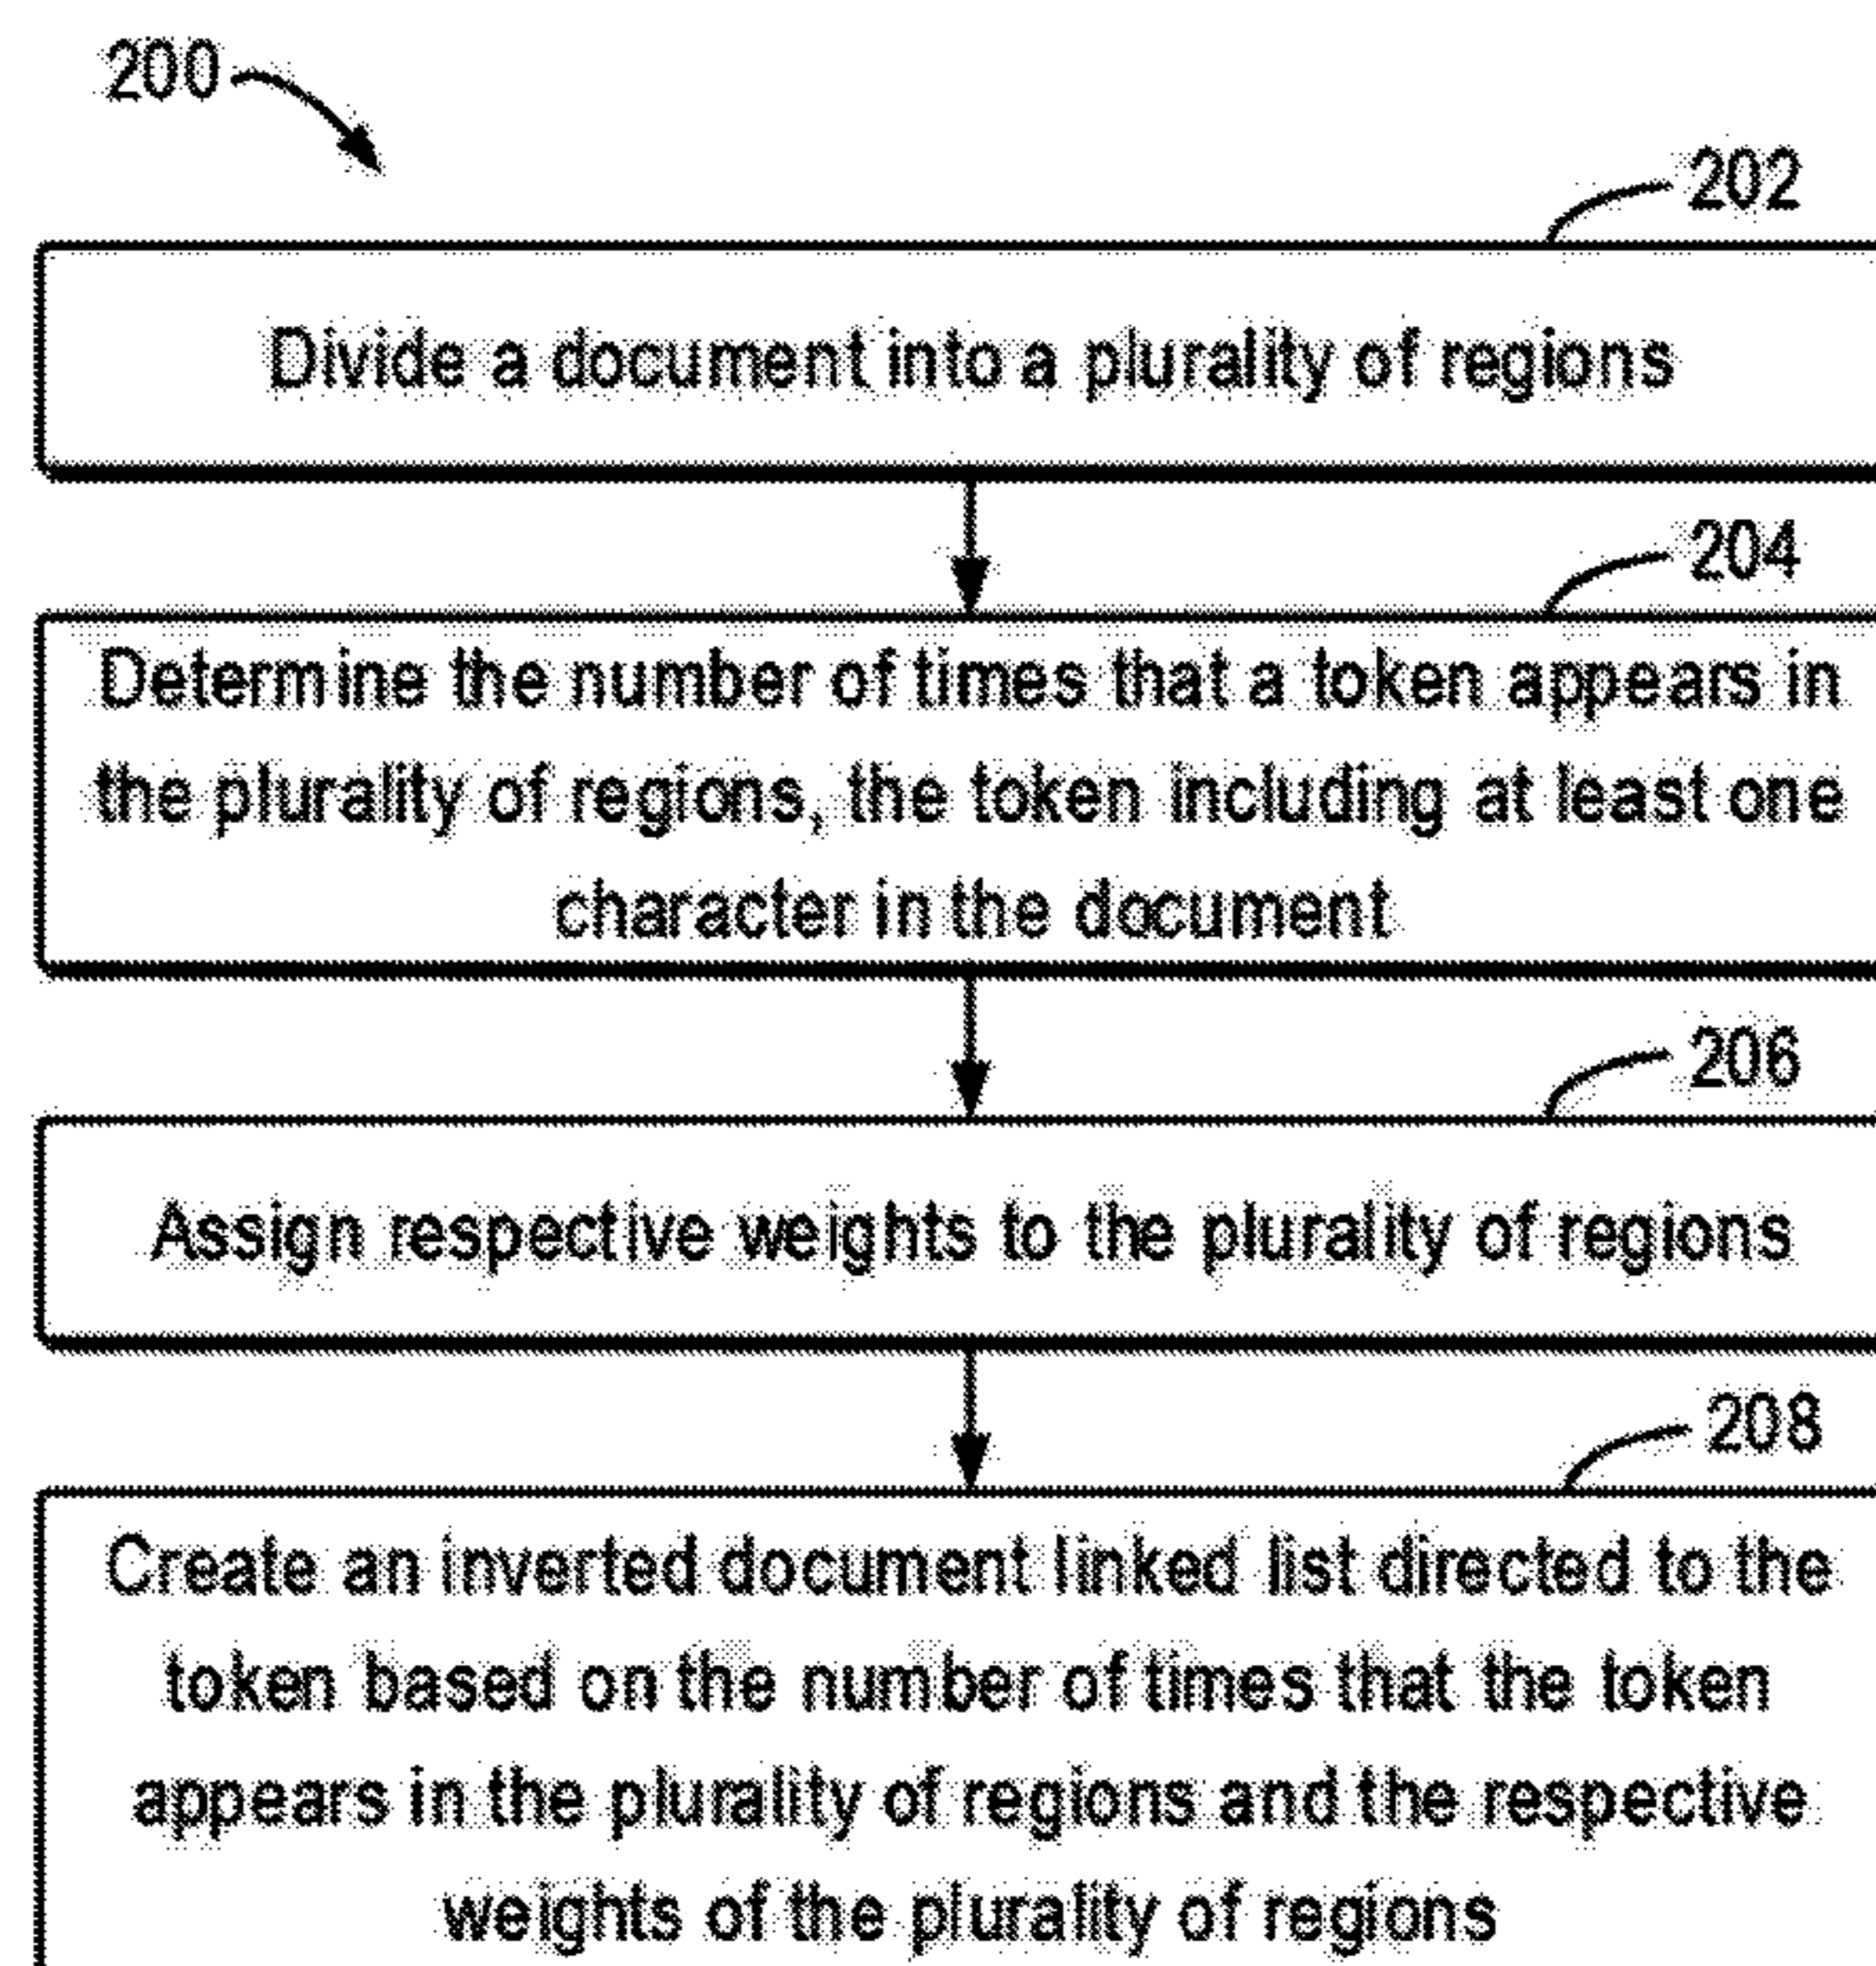 200
202
Divide a document into a plurality of regions
204
Determine the number of times that a token appears in
the plurality of regions, the token including at least one
character in the document
206
Assign respective weights to the plurality of regions
208
Create an inverted document linked list directed to the
token based on the number of times that the token
appears in the plurality of regions and the respective
weights of the plurality of regions